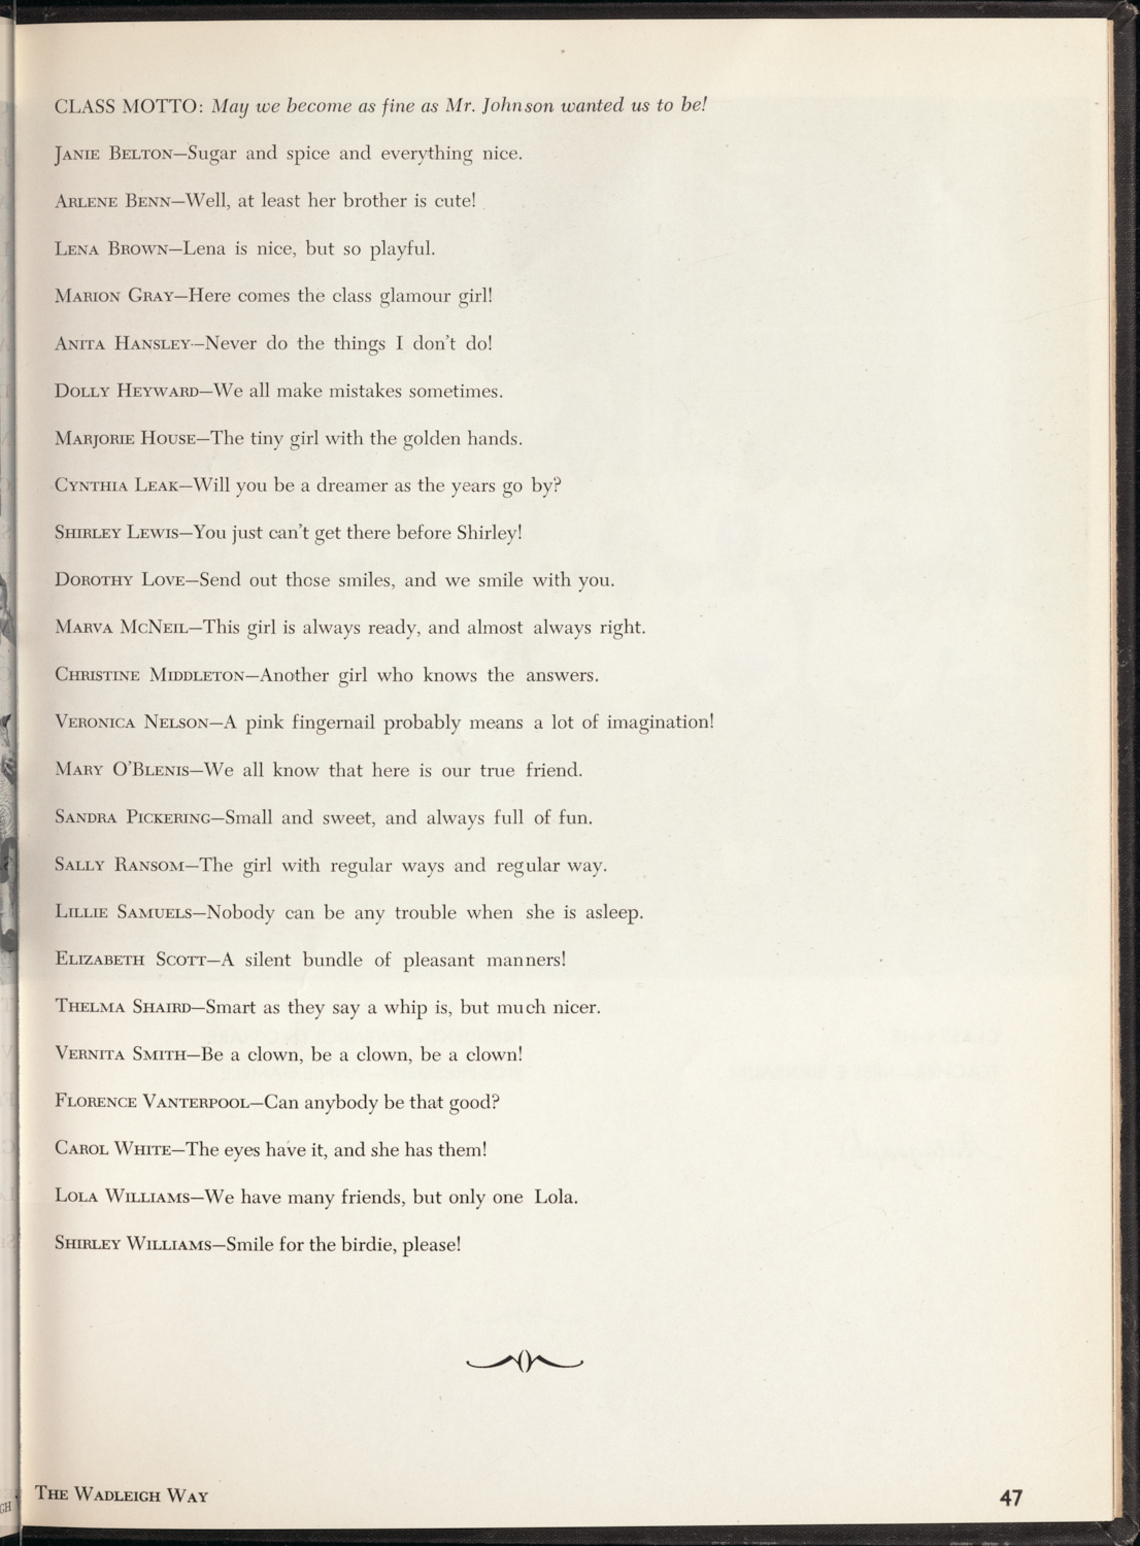 CLASS MOTTO: May we become as fine as Mr. Johnson wanted us to be!
JANIE BELTON—Sugar and spice and everything nice.
ARLENE BENN—Well, at least her brother is cute!
LENA BROWN—Lena is nice, but so playful.
MARION GRAY—Here comes the class glamour girl!
ANITA HANSLEY—Never do the things I don't do!
DOLLY HEYWARD—We all make mistakes sometimes.
MARJORIE HOUSE—The tiny girl with the golden hands.
CYNTHIA LEAK—Will you be a dreamer as the years go by?
SHIRLEY LEWIS—You just can't get there before Shirley!
DOROTHY LOVE—Send out those smiles, and we smile with you.
MARVA MCNEIL—This girl is always ready, and almost always right.
CHRISTINE MIDDLETON—Another girl who knows the answers.
VERONICA NELSON—A pink fingernail probably means a lot of imagination!
MARY O'BLENIS—We all know that here is our true friend.
SANDRA PICKERING—Small and sweet, and always full of fun.
SALLY RANSOM—The girl with regular ways and regular way.
LILLIE SAMUELS—Nobody can be any trouble when she is asleep.
ELIZABETH SCOTT—A silent bundle of pleasant manners!
THELMA SHAIRD—Smart as they say a whip is, but much nicer.
VERNITA SMITH—Be a clown, be a clown, be a clown!
FLORENCE VANTERPOOL—Can anybody be that good?
CAROL WHITE—The eyes have it, and she has them!
LOLA WILLIAMS—We have many friends, but only one Lola.
SHIRLEY WILLIAMS—Smile for the birdie, please!
THE WADLEIGH WAY
47